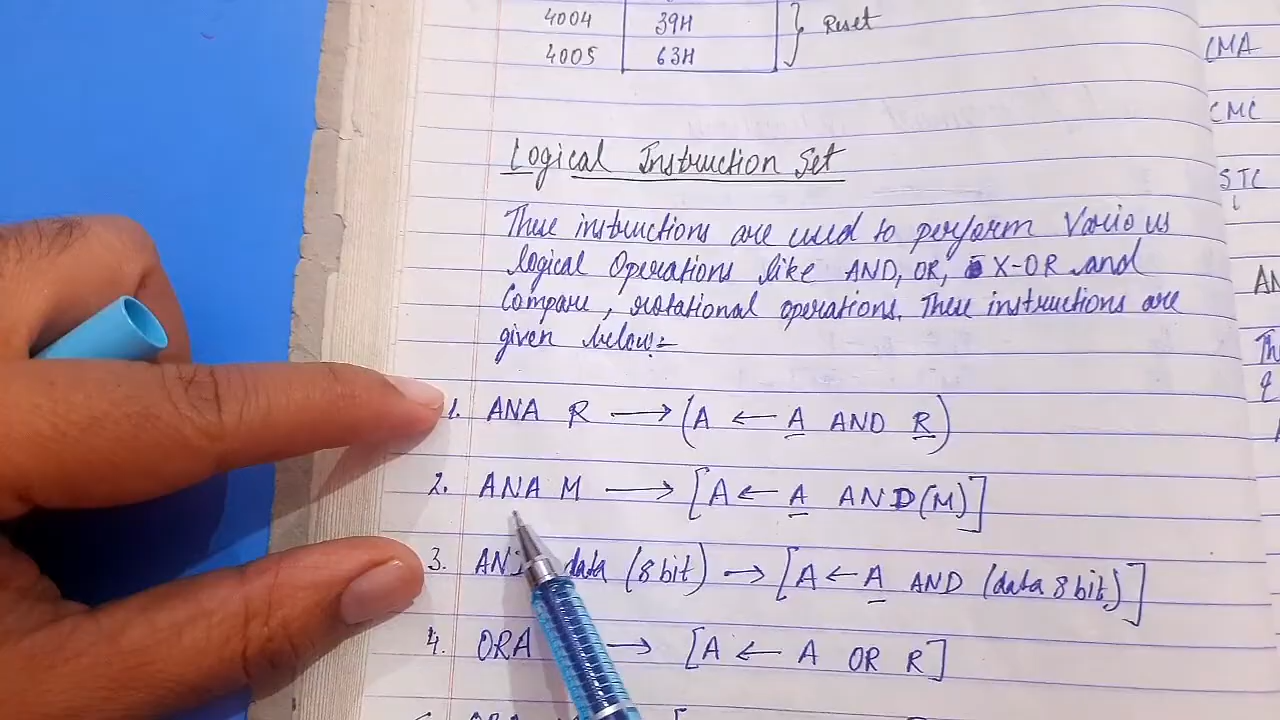 4004 39H Reset
4005 63H
Logical Instruction Set
These instructions are used to perform Various
logical Operations like AND, OR, X-OR and
Compare, rotational operations. These instructions are
given below:-
1. ANA R → (A ← A AND R)
2. ANA M → [A ← A AND (M)]
3. ANI data (8 bit) → [A ← A AND (data 8 bit)]
4. ORA → [A ← A OR R]
CMA
CMC
STC